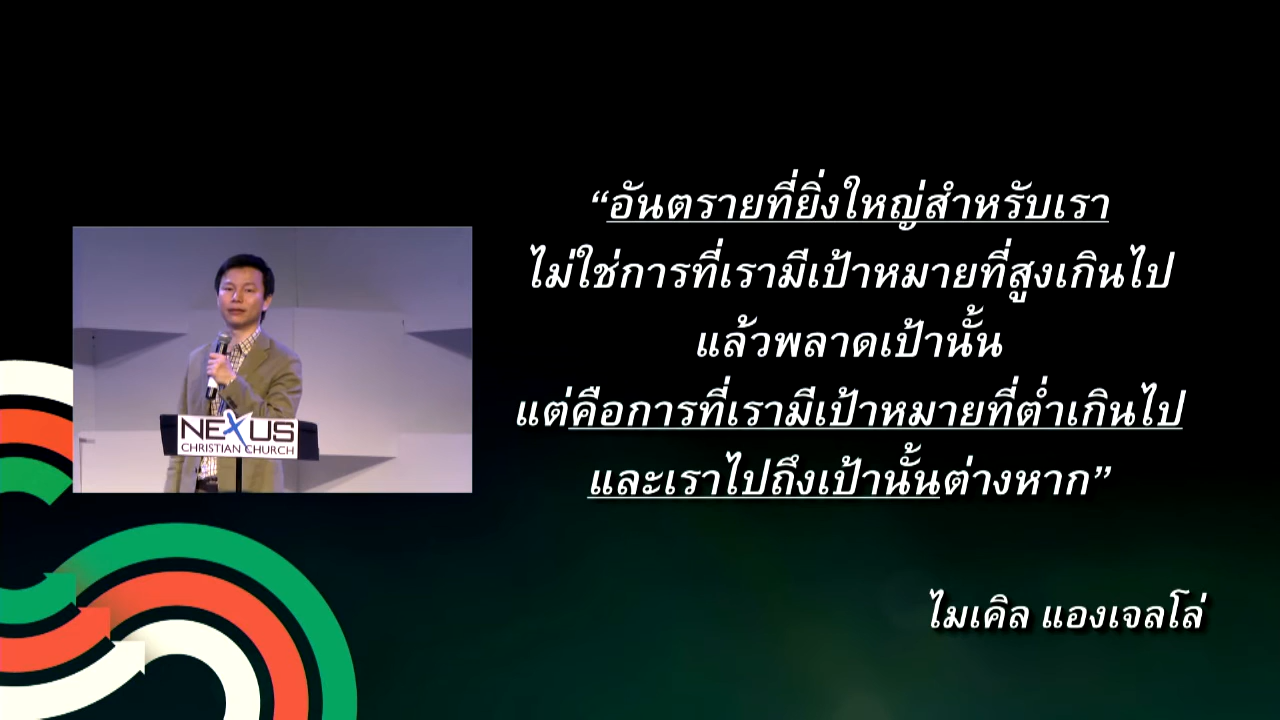 “อันตรายที่ยิ่งใหญ่สำหรับเรา
ไม่ใช่การที่เรามีเป้าหมายที่สูงเกินไป
แล้วพลาดเป้านั้น
แต่คือการที่เรามีเป้าหมายที่ต่ำเกินไป
และเราไปถึงเป้านั้นต่างหาก”
ไมเคิล แองเจลโล่
NEXUS
CHRISTIAN CHURCH